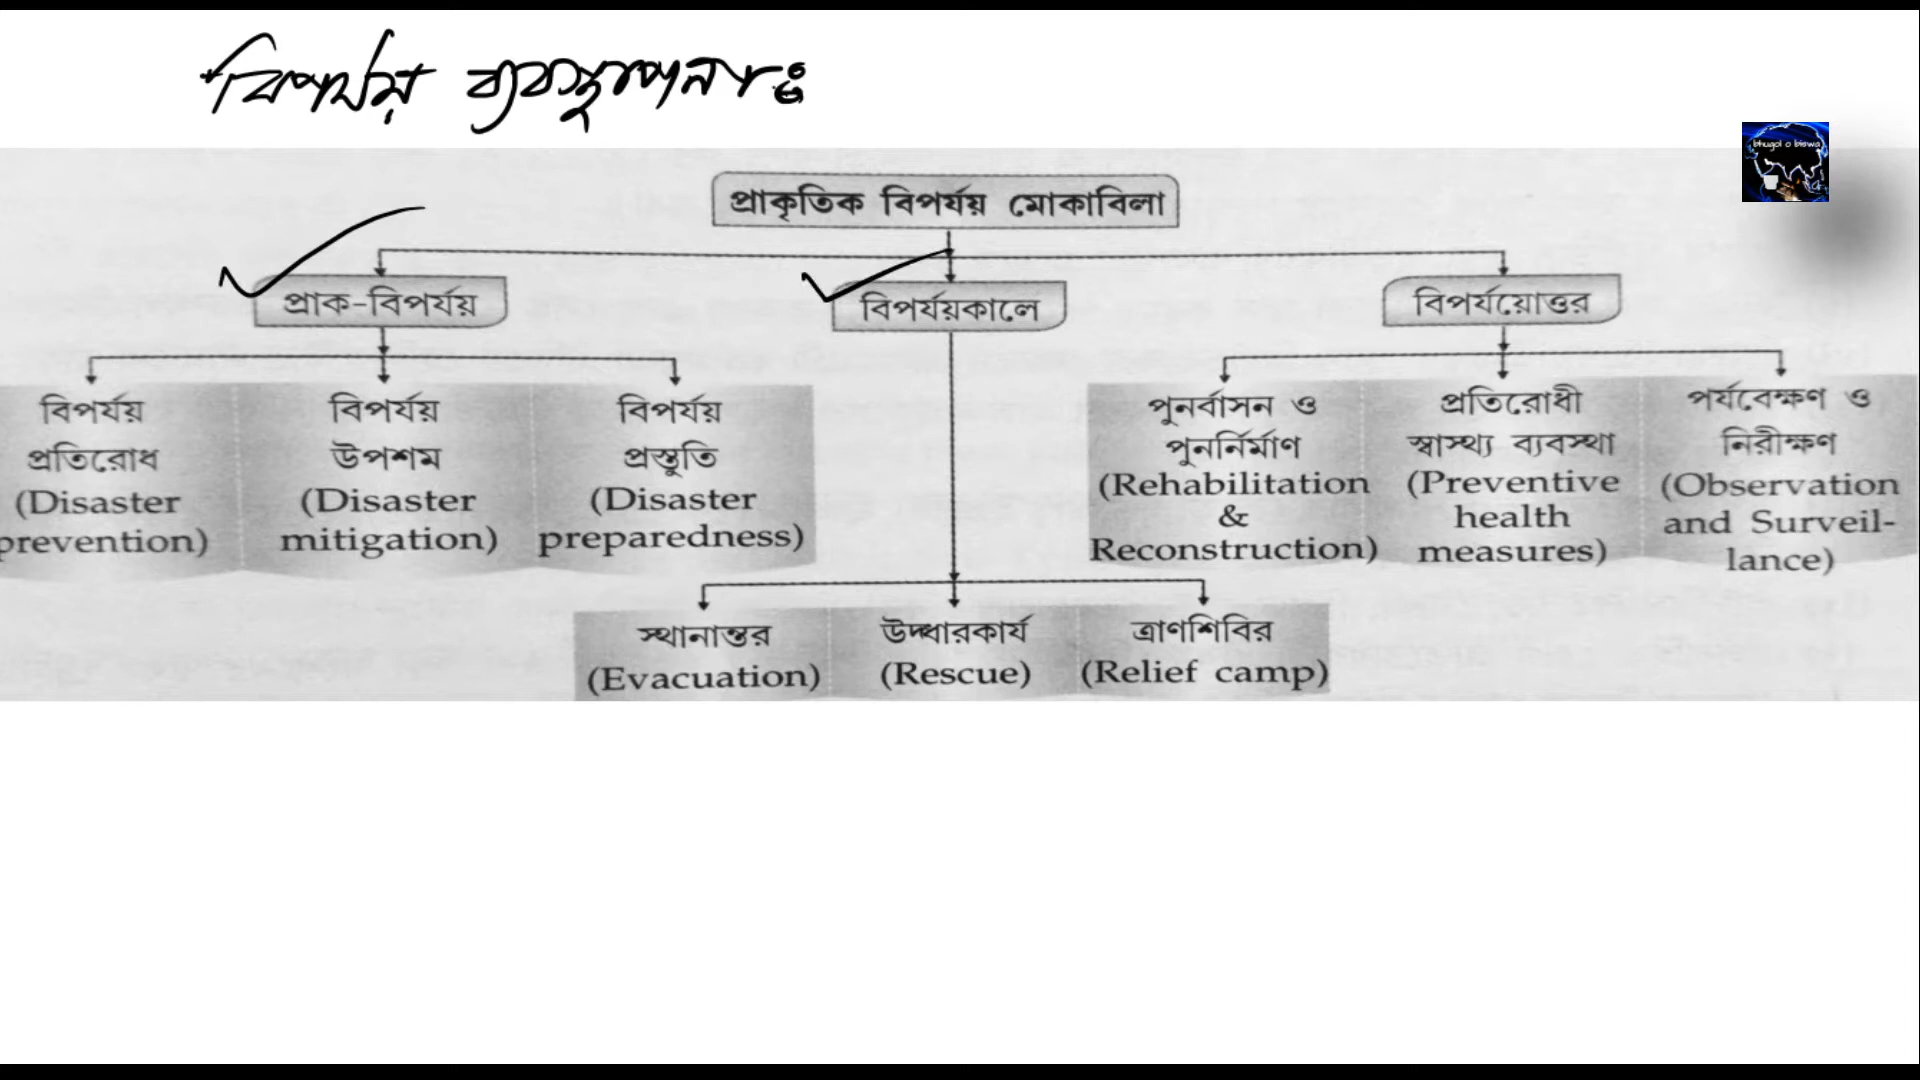 বিপর্যয় ব্যবস্থাপনাঃ
bhugol o biswa
প্রাকৃতিক বিপর্যয় মোকাবিলা
প্রাক-বিপর্যয়
বিপর্যয়কালে
বিপর্যয়োত্তর
বিপর্যয়
প্রতিরোধ
(Disaster
prevention)
বিপর্যয়
উপশম
(Disaster
mitigation)
বিপর্যয়
প্রস্তুতি
(Disaster
preparedness)
পুনর্বাসন ও
পুনর্নির্মাণ
(Rehabilitation
&
Reconstruction)
প্রতিরোধী
স্বাস্থ্য ব্যবস্থা
(Preventive
health
measures)
পর্যবেক্ষণ ও
নিরীক্ষণ
(Observation
and Surveil-
lance)
স্থানান্তর
(Evacuation)
উদ্ধারকার্য
(Rescue)
ত্রাণশিবির
(Relief camp)